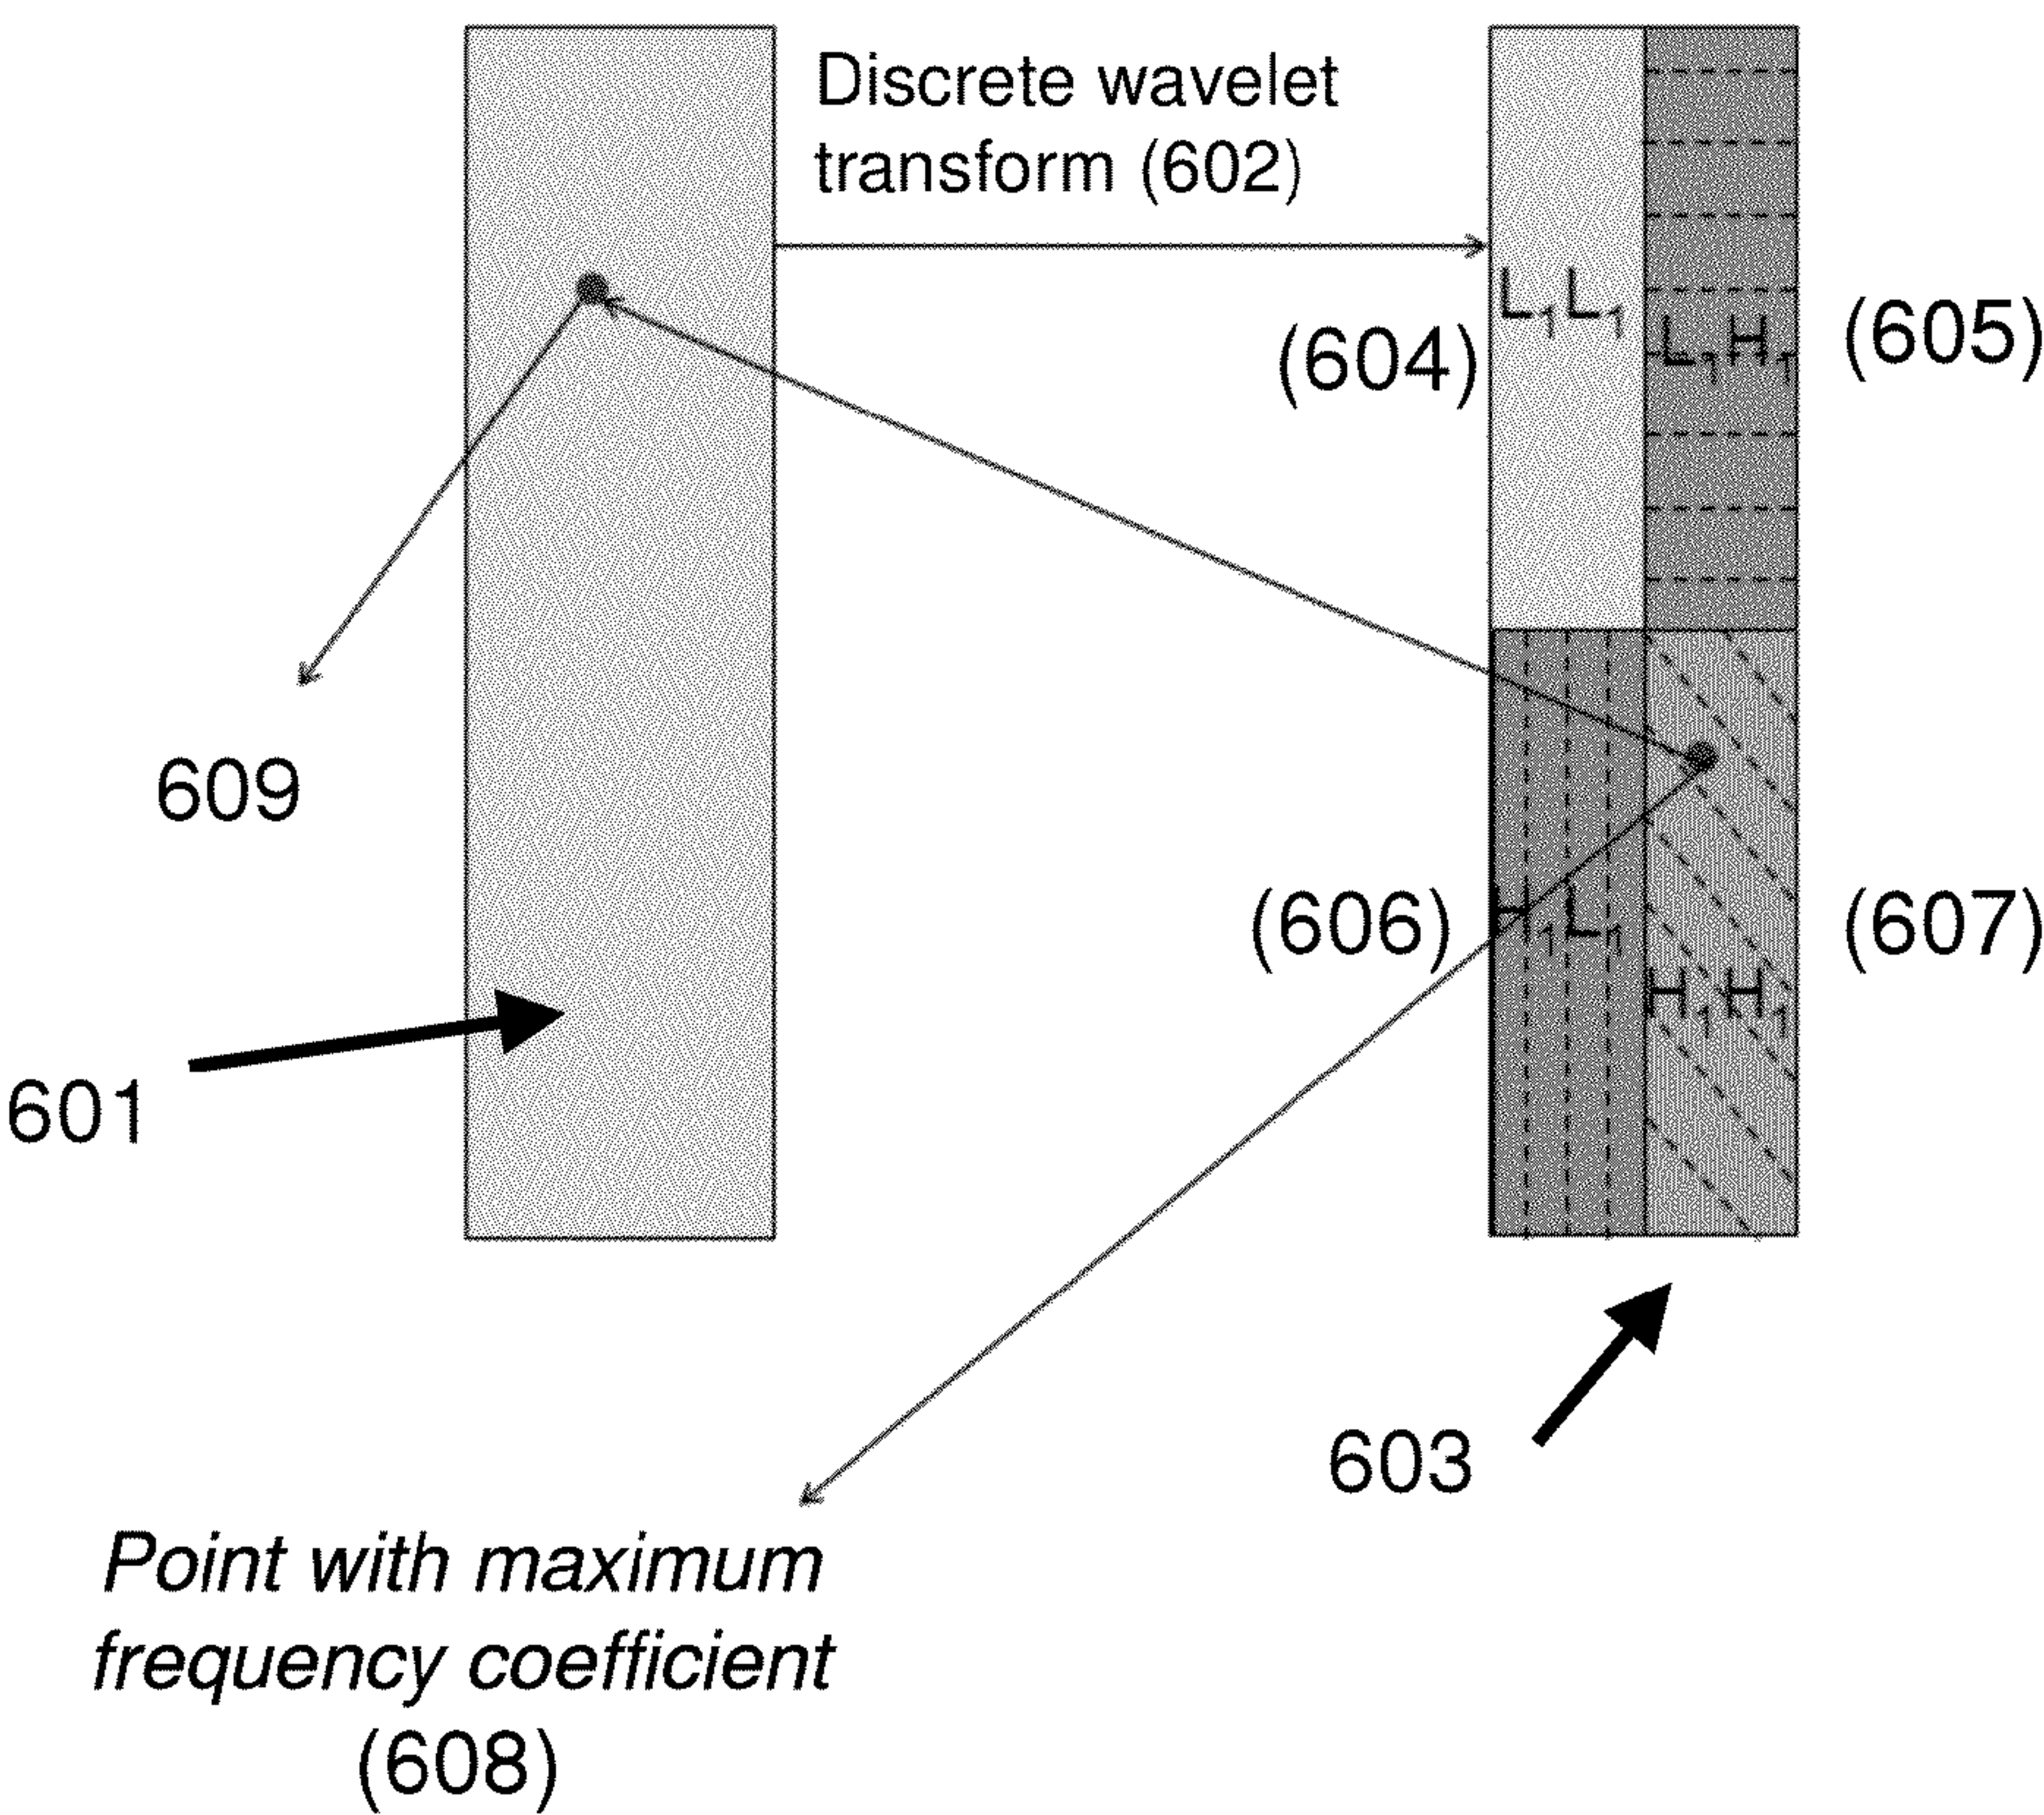 Discrete wavelet
transform (602)
L₁L₁
(604)
L₁H₁
(605)
609
(606)
H₁L₁
(607)
H₁H₁
601
603
Point with maximum
frequency coefficient
(608)